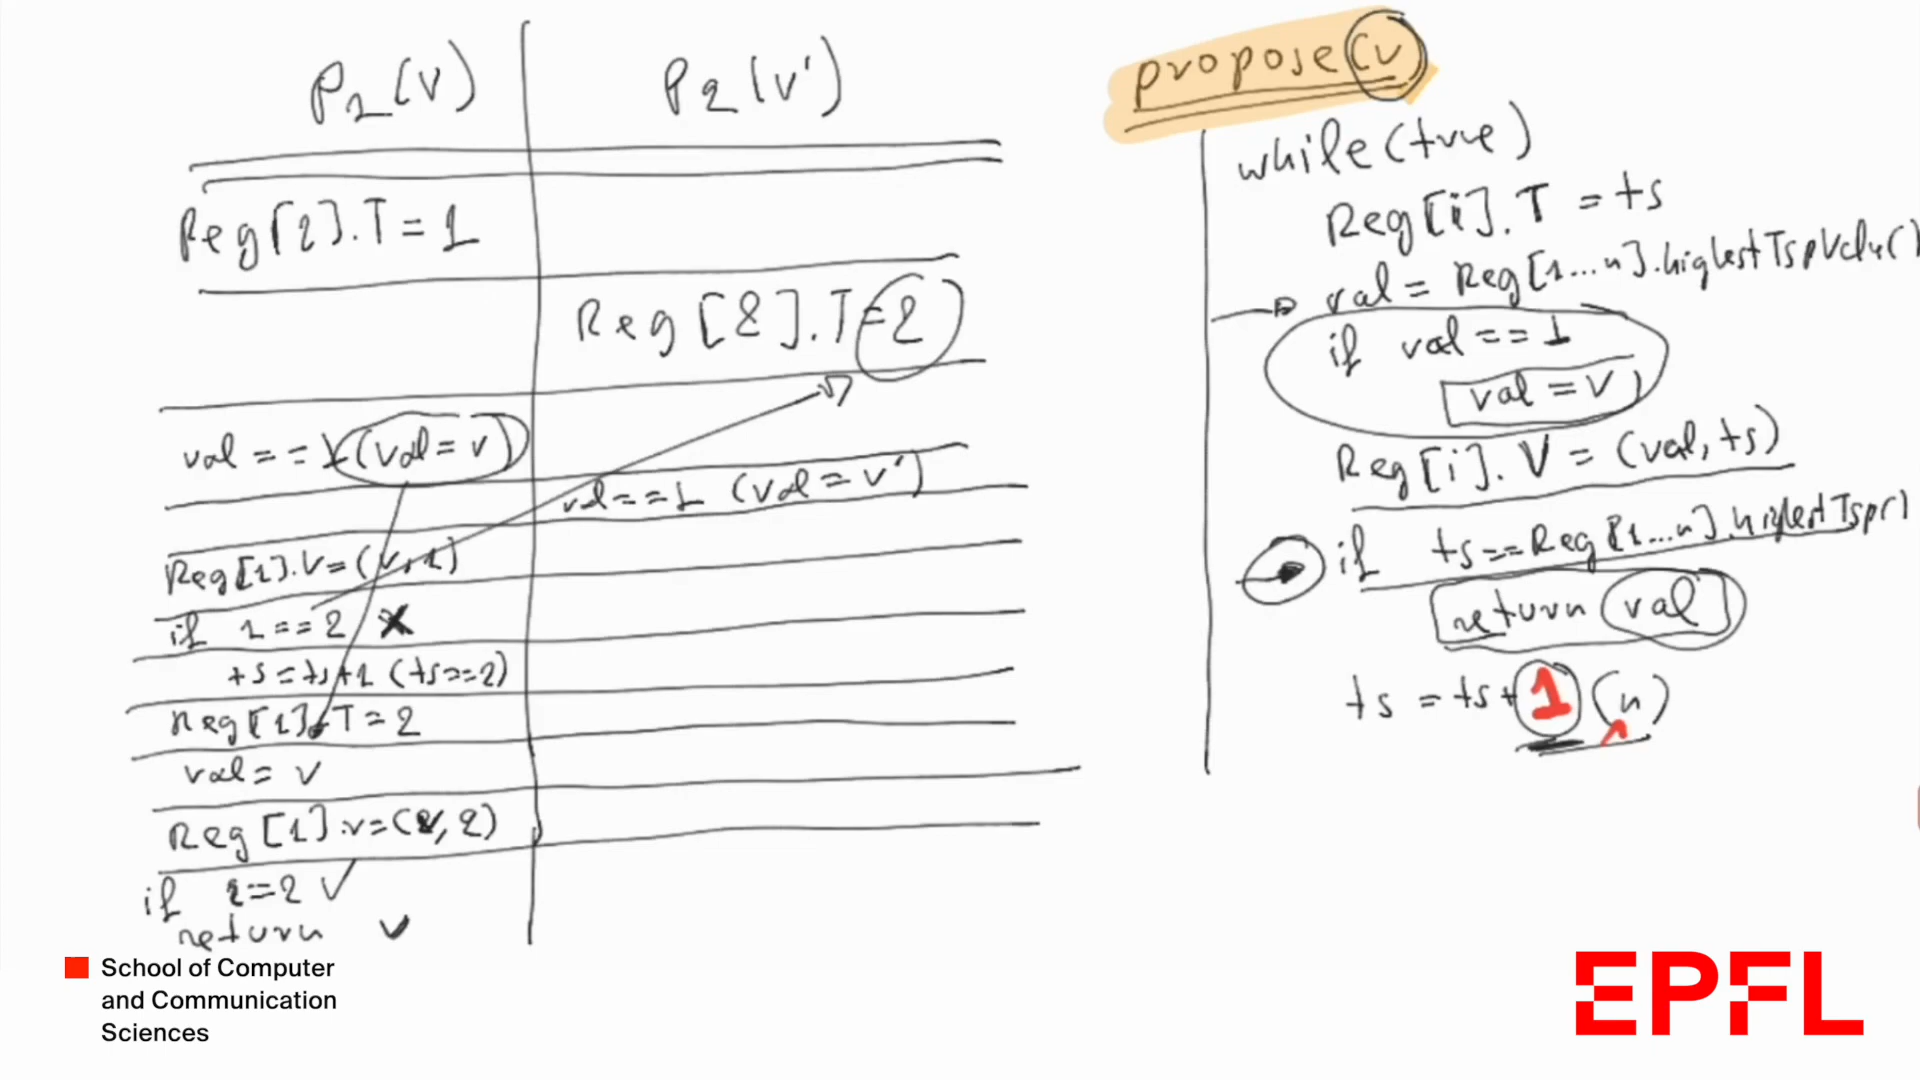 P1(v)
P2(v')
Reg[1].T = 1
Reg[2].T = 2
val == ⊥ (val = v)
val == ⊥ (val = v')
Reg[1].V = (v, 1)
if 1 == 2 ✗
ts = ts + 1 (ts == 2)
Reg[1].T = 2
val = v
Reg[1].v = (v, 2)
if 2 = 2 ✓
return v
propose(v)
while(true)
Reg[i].T = ts
val = Reg[1...n].highestTspValue()
if val == ⊥
val = v
Reg[i].V = (val, ts)
if ts == Reg[1...n].highestTsp()
return val
ts = ts + 1 (n)
School of Computer
and Communication
Sciences
EPFL